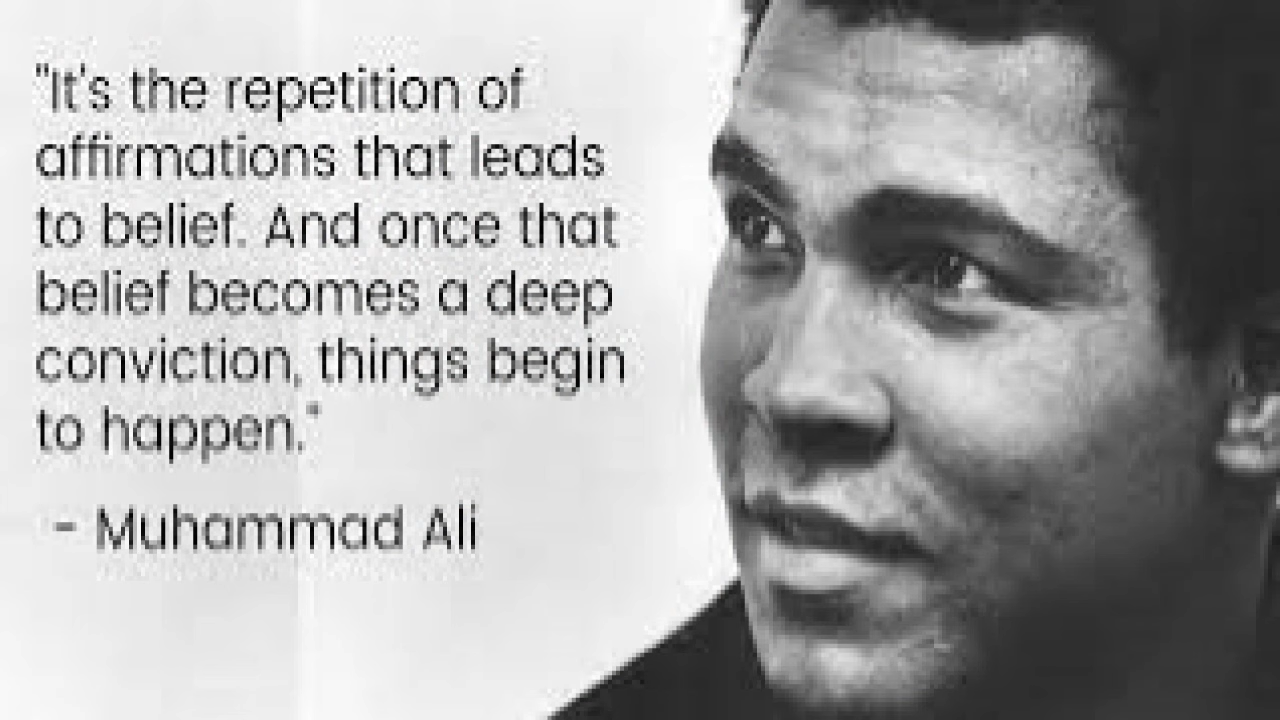 "It's the repetition of
affirmations that leads
to belief. And once that
belief becomes a deep
conviction, things begin
to happen."
- Muhammad Ali